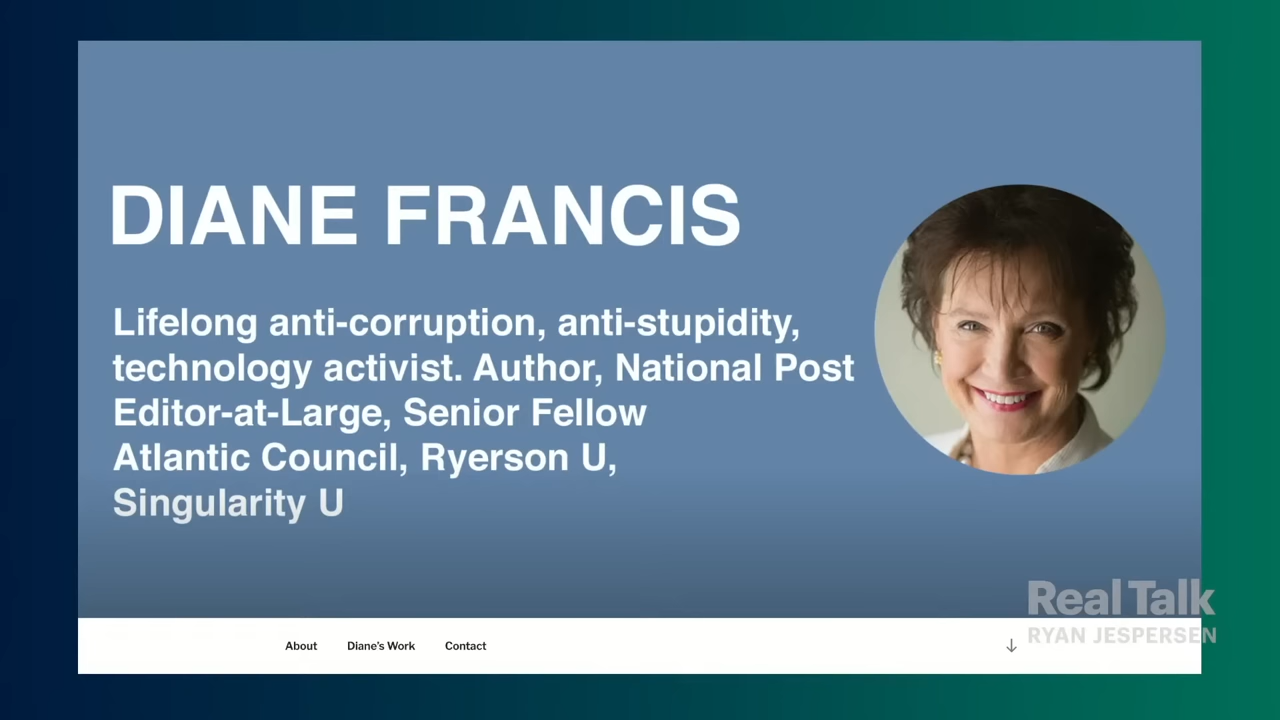 DIANE FRANCIS
Lifelong anti-corruption, anti-stupidity,
technology activist. Author, National Post
Editor-at-Large, Senior Fellow
Atlantic Council, Ryerson U,
Singularity U
Real Talk
RYAN JESPERSEN
About Diane's Work Contact